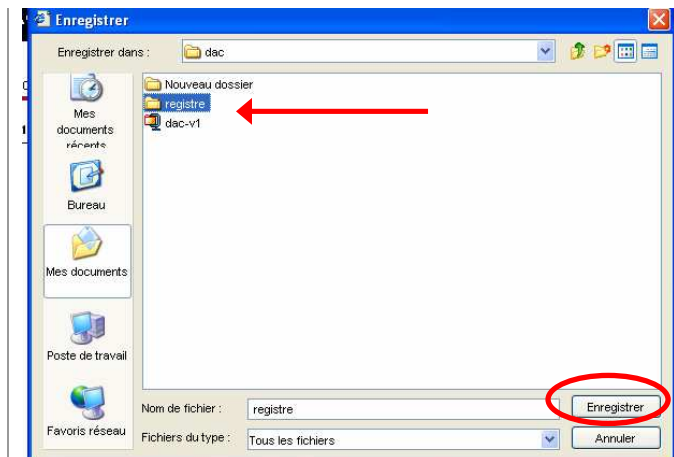 Enregistrer
Enregistrer dans : dac
Nouveau dossier
registre
dac-v1
Mes documents récents
Bureau
Mes documents
Poste de travail
Favoris réseau
Nom de fichier : registre
Enregistrer
Fichiers du type : Tous les fichiers
Annuler